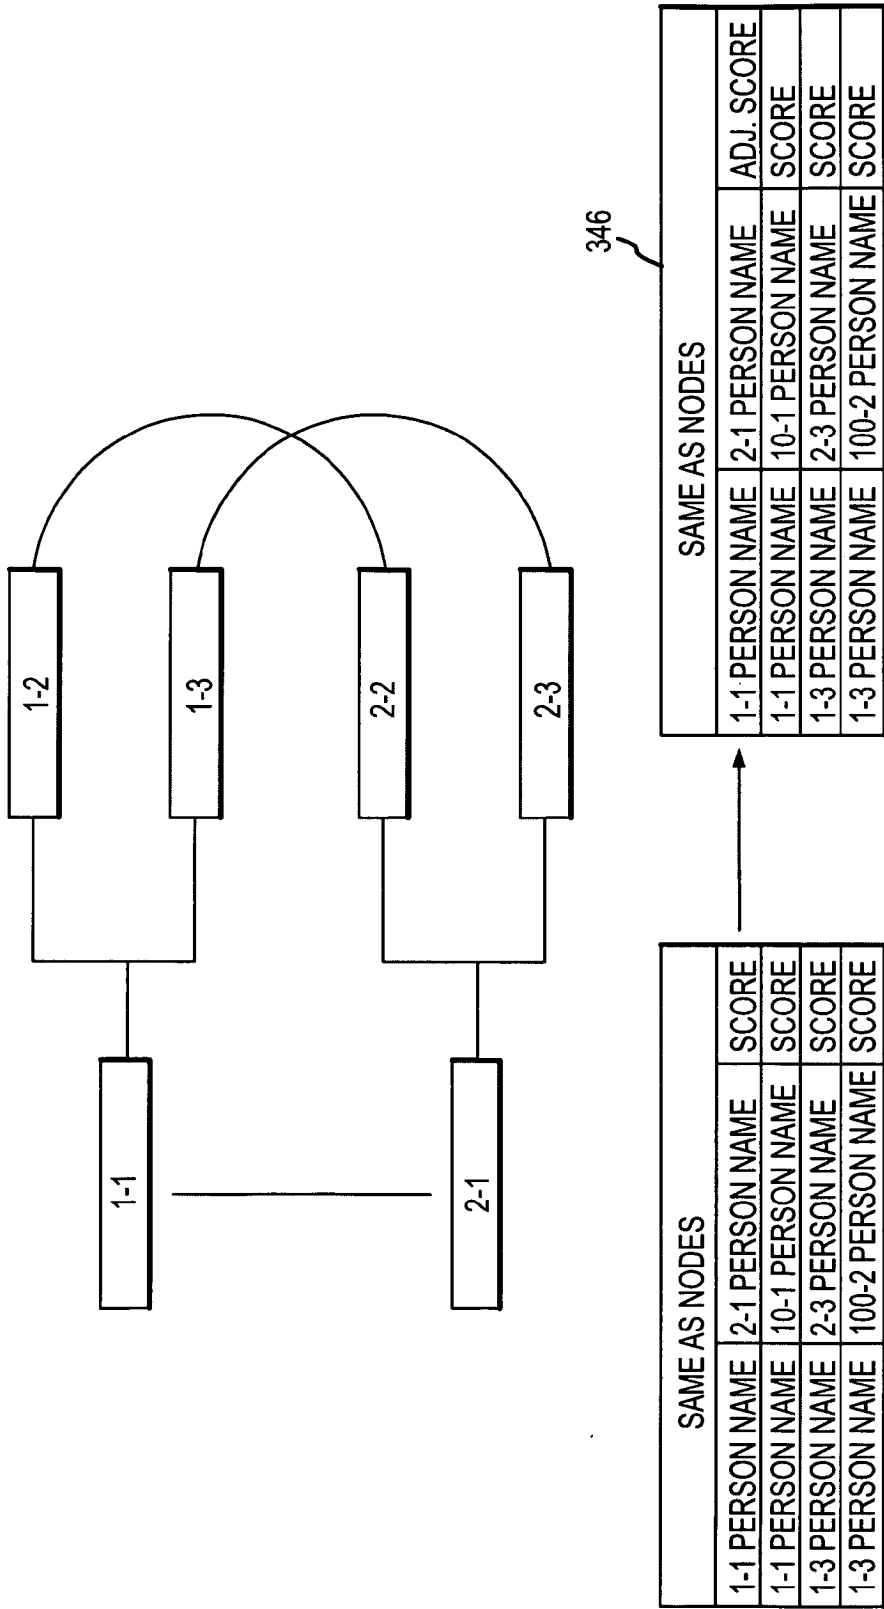 1-2
1-3
2-2
2-3
1-1
2-1
346
SAME AS NODES
1-1 PERSON NAME 2-1 PERSON NAME SCORE
1-1 PERSON NAME 10-1 PERSON NAME SCORE
1-3 PERSON NAME 2-3 PERSON NAME SCORE
1-3 PERSON NAME 100-2 PERSON NAME SCORE
SAME AS NODES
1-1 PERSON NAME 2-1 PERSON NAME ADJ. SCORE
1-1 PERSON NAME 10-1 PERSON NAME SCORE
1-3 PERSON NAME 2-3 PERSON NAME SCORE
1-3 PERSON NAME 100-2 PERSON NAME SCORE